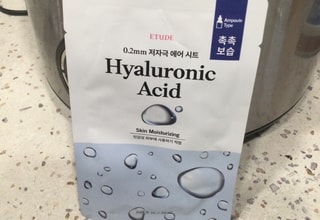 ETUDE
Ampoule
Type
촉촉
보습
0.2mm 저자극 에어 시트
Hyaluronic
Acid
Skin Moisturizing